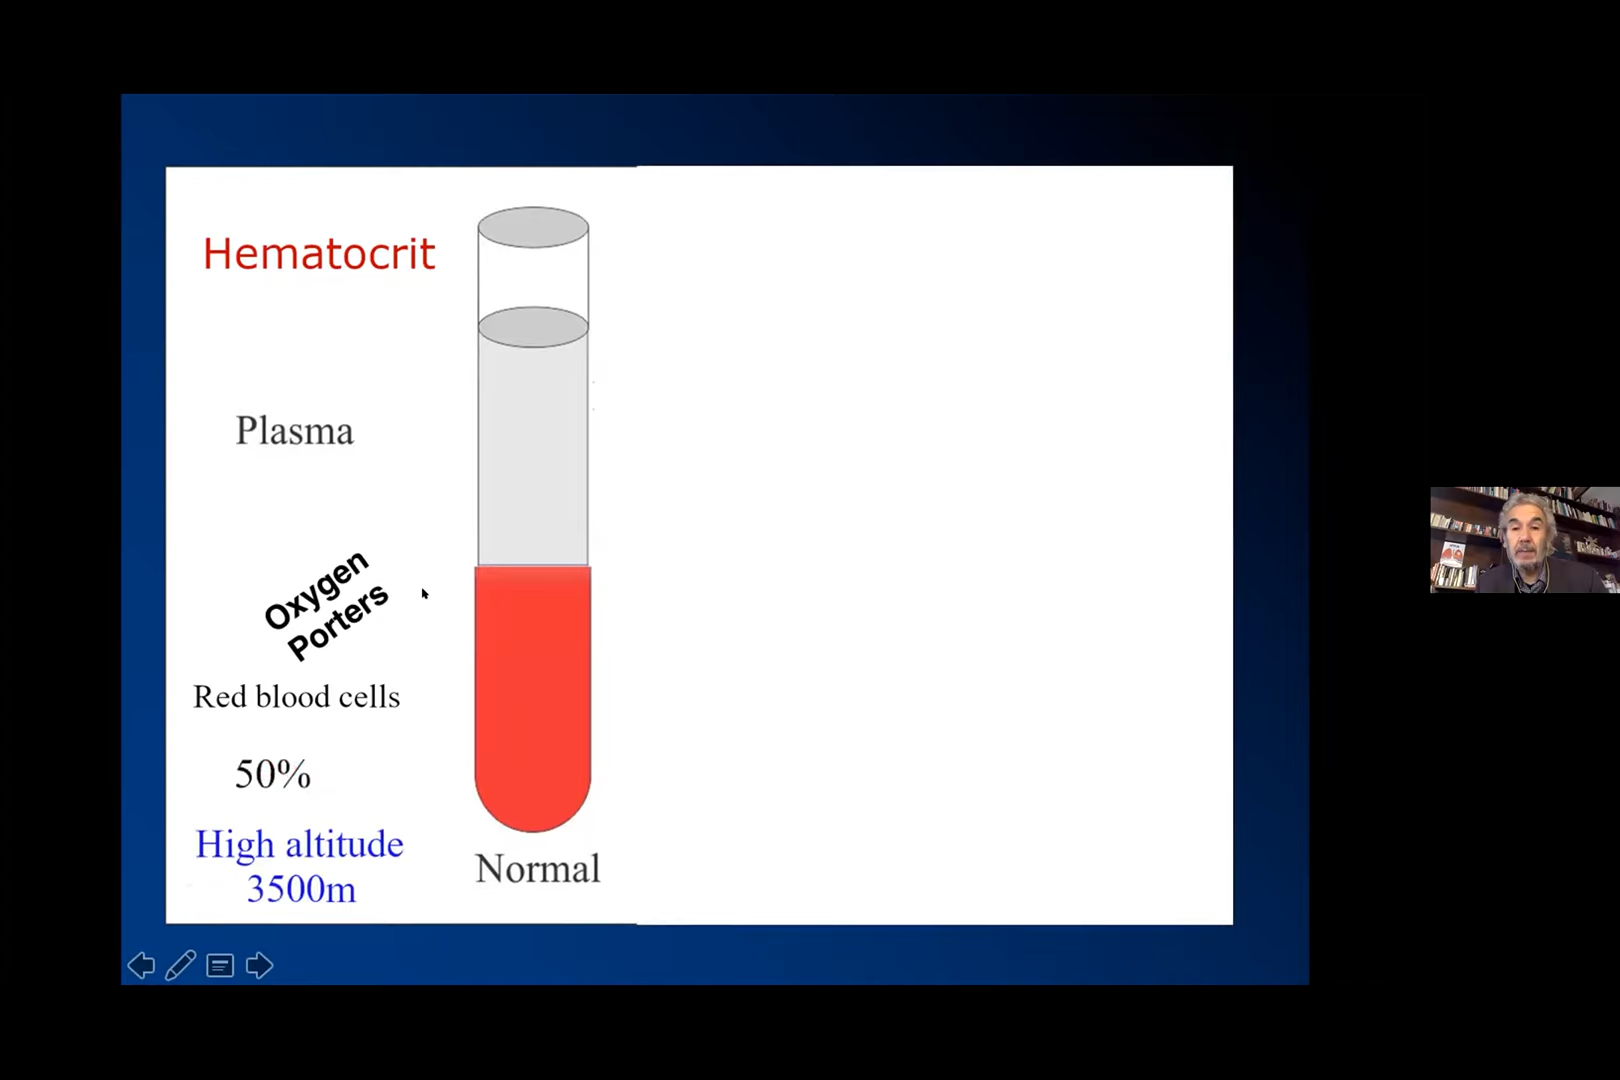 Hematocrit
Plasma
Oxygen
Porters
Red blood cells
50%
High altitude
3500m
Normal